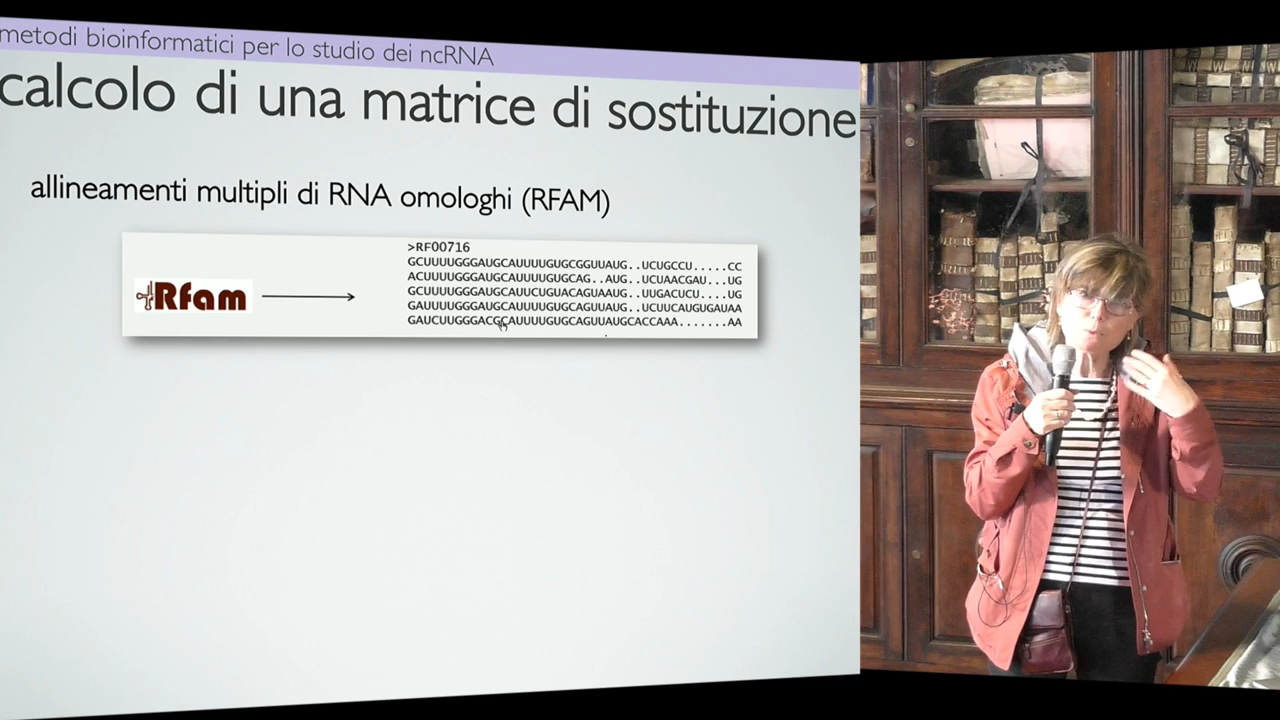 metodi bioinformatici per lo studio dei ncRNA
calcolo di una matrice di sostituzione
allineamenti multipli di RNA omologhi (RFAM)
>RF00716
GCUUUUGGGAUGCAUUUUGUGCGGUUAUG..UCUGCCU.....CC
ACUUUUGGGAUGCAUUUUGUGCAG..AUG..UCUAACGAU...UG
GCUUUUGGGAUGCAUCGUACAGUAAUG..UUGACUCU....UG
GAUUUUGGGAUGCAUUUUGUGCAGUUAUG..UCUUCAUGUGAUAA
GAUCUUGGGACGCAUUUUGUGCAGUUAUGCACCAAA.......AA
Rfam